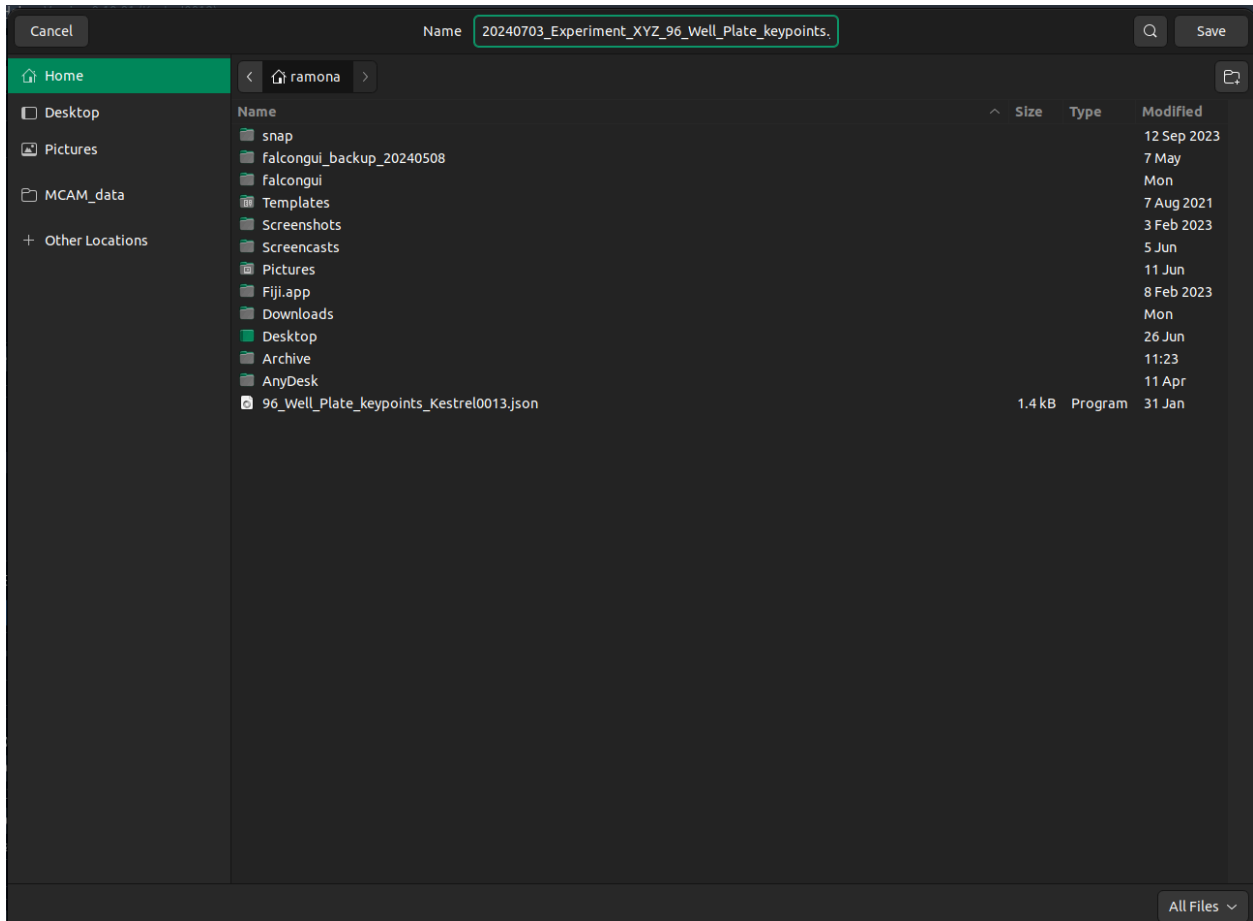 Cancel Name 20240703_Experiment_XYZ_96_Well_Plate_keypoints. Save
Home
Desktop
Pictures
MCAM_data
+ Other Locations
ramona
Name Size Type Modified
snap 12 Sep 2023
falcongui_backup_20240508 7 May
falcongui Mon
Templates 7 Aug 2021
Screenshots 3 Feb 2023
Screencasts 5 Jun
Pictures 11 Jun
Fiji.app 8 Feb 2023
Downloads Mon
Desktop 26 Jun
Archive 11:23
AnyDesk 11 Apr
96_Well_Plate_keypoints_Kestrel0013.json 1.4 kB Program 31 Jan
All Files